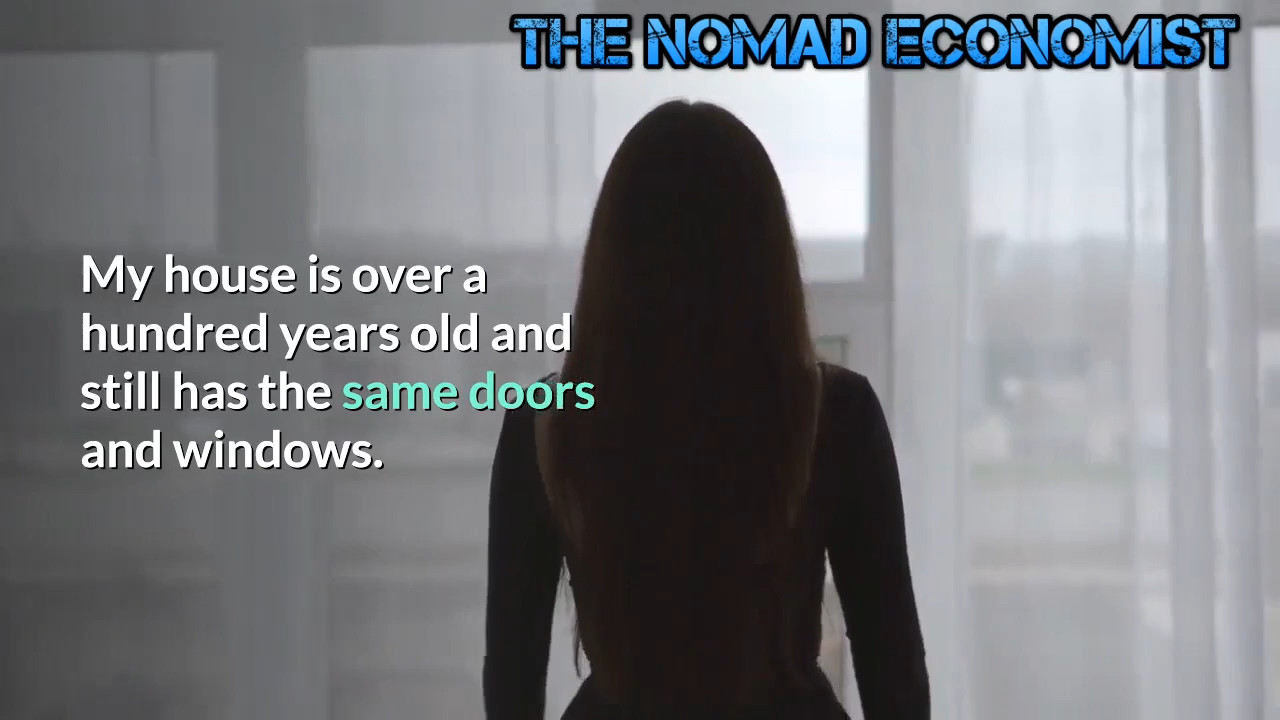 THE NOMAD ECONOMIST
My house is over a
hundred years old and
still has the same doors
and windows.